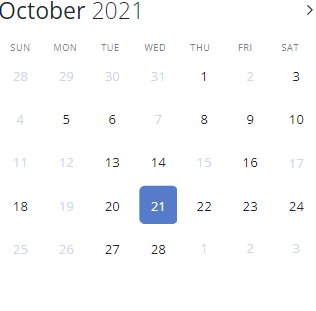 October 2021 >
SUN MON TUE WED THU FRI SAT
28 29 30 31 1 2 3
4 5 6 7 8 9 10
11 12 13 14 15 16 17
18 19 20 21 22 23 24
25 26 27 28 1 2 3